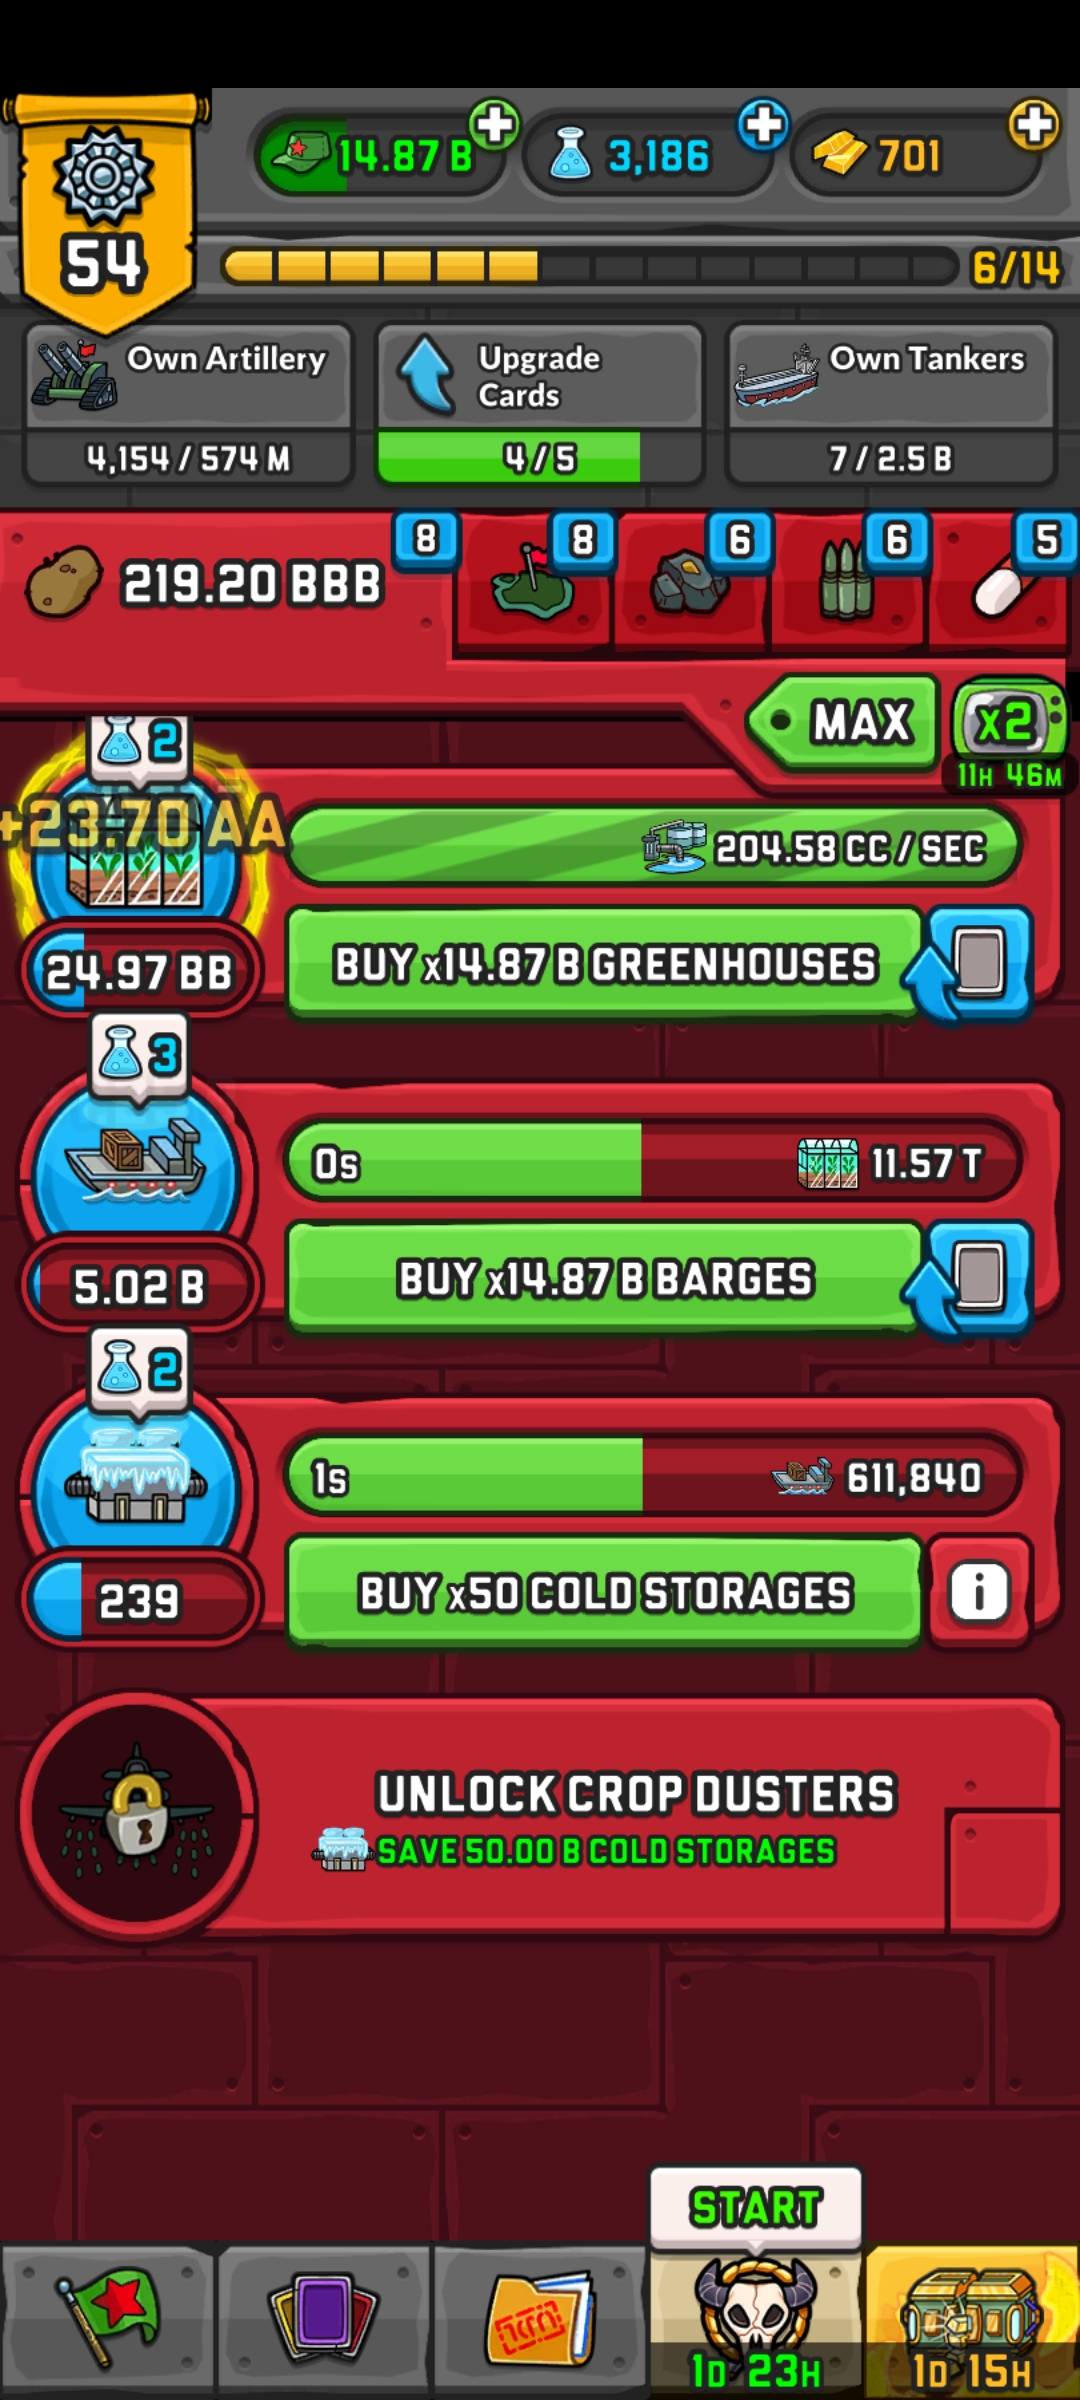 14.87 B
3,186
701
54
6/14
Own Artillery
4,154 / 574 M
Upgrade
Cards
4 / 5
Own Tankers
7 / 2.5 B
219.20 BBB
8
8
6
6
5
MAX
x2
11H 46M
2
+23.70 AA
204.58 CC / SEC
24.97 BB
BUY x14.87 B GREENHOUSES
3
0s
11.57 T
5.02 B
BUY x14.87 B BARGES
2
1s
611,840
239
BUY x50 COLD STORAGES
i
UNLOCK CROP DUSTERS
SAVE 50.00 B COLD STORAGES
START
1D 23H
1D 15H